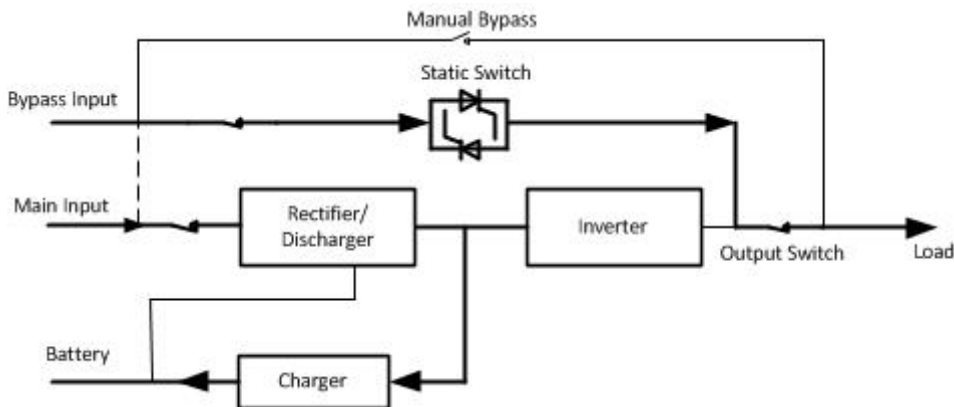 Manual Bypass
Static Switch
Bypass Input
Main Input
Rectifier/
Discharger
Inverter
Output Switch
Load
Battery
Charger